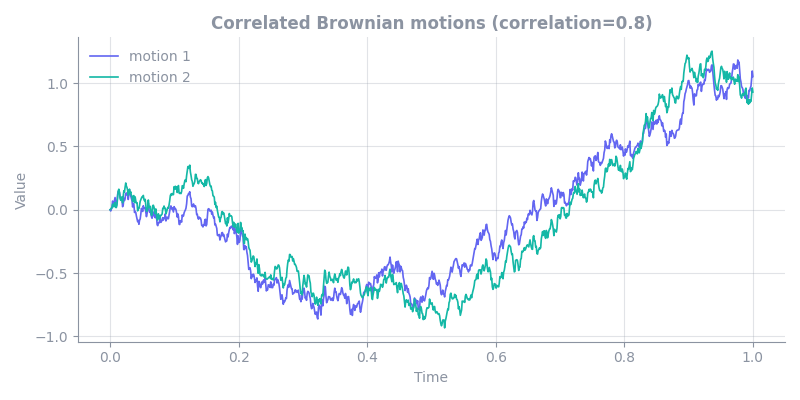 Correlated Brownian motions (correlation=0.8)
motion 1
motion 2
Value
1.0
0.5
0.0
−0.5
−1.0
0.0 0.2 0.4 0.6 0.8 1.0
Time